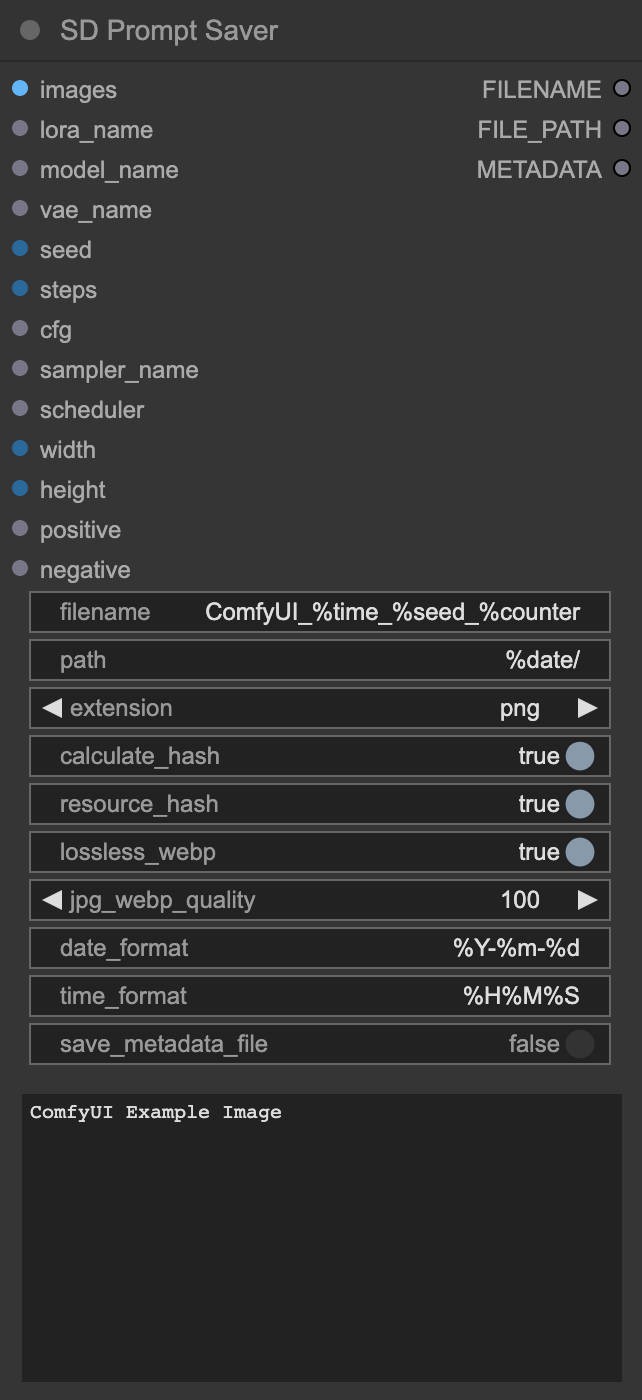 SD Prompt Saver
images FILENAME
lora_name FILE_PATH
model_name METADATA
vae_name
seed
steps
cfg
sampler_name
scheduler
width
height
positive
negative
filename ComfyUI_%time_%seed_%counter
path %date/
extension png
calculate_hash true
resource_hash true
lossless_webp true
jpg_webp_quality 100
date_format %Y-%m-%d
time_format %H%M%S
save_metadata_file false
ComfyUI Example Image